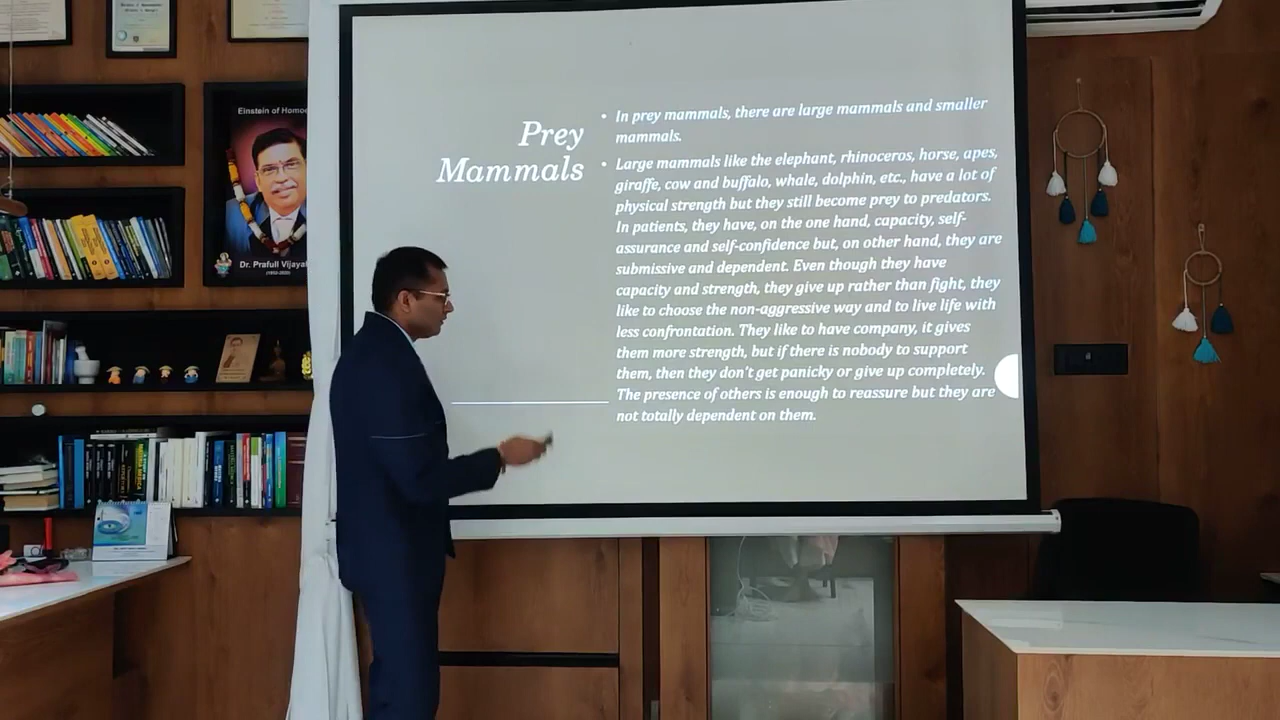 Einstein of Homoe
Dr. Prafull Vijayal
Prey
Mammals
• In prey mammals, there are large mammals and smaller
mammals.
• Large mammals like the elephant, rhinoceros, horse, apes,
giraffe, cow and buffalo, whale, dolphin, etc., have a lot of
physical strength but they still become prey to predators.
In patients, they have, on the one hand, capacity, self-
assurance and self-confidence but, on other hand, they are
submissive and dependent. Even though they have
capacity and strength, they give up rather than fight, they
like to choose the non-aggressive way and to live life with
less confrontation. They like to have company, it gives
them more strength, but if there is nobody to support
them, then they don't get panicky or give up completely.
The presence of others is enough to reassure but they are
not totally dependent on them.